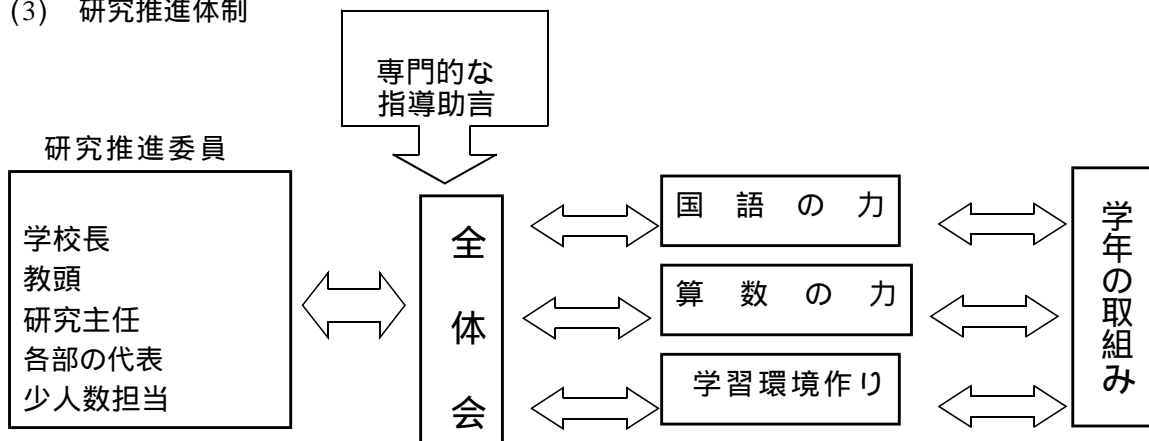 (3) 研究推進体制
専門的な
指導助言
研究推進委員
学校長
教頭
研究主任
各部の代表
少人数担当
全体会
国語の力
算数の力
学習環境作り
学年の取組み